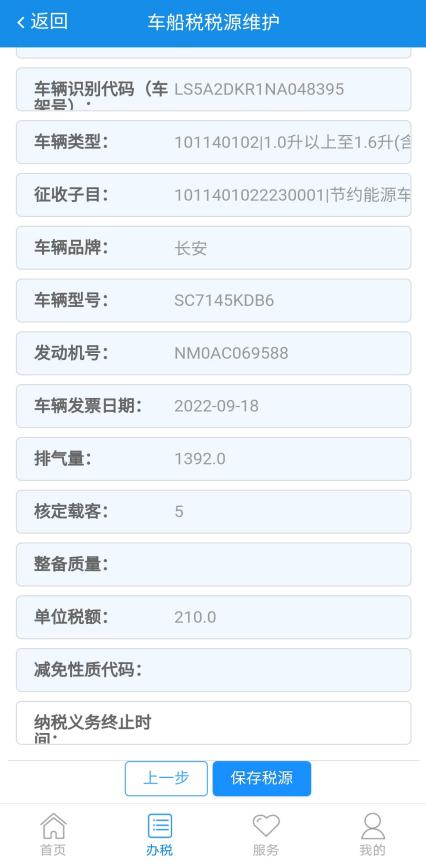 返回 车船税税源维护
车辆识别代码（车 LS5A2DKR1NA048395
架号）：
车辆类型： 101140102|1.0升以上至1.6升(含
征收子目： 1011401022230001|节约能源车
车辆品牌： 长安
车辆型号： SC7145KDB6
发动机号： NM0AC069588
车辆发票日期： 2022-09-18
排气量： 1392.0
核定载客： 5
整备质量：
单位税额： 210.0
减免性质代码：
纳税义务终止时
间：
上一步 保存税源
首页 办税 服务 我的